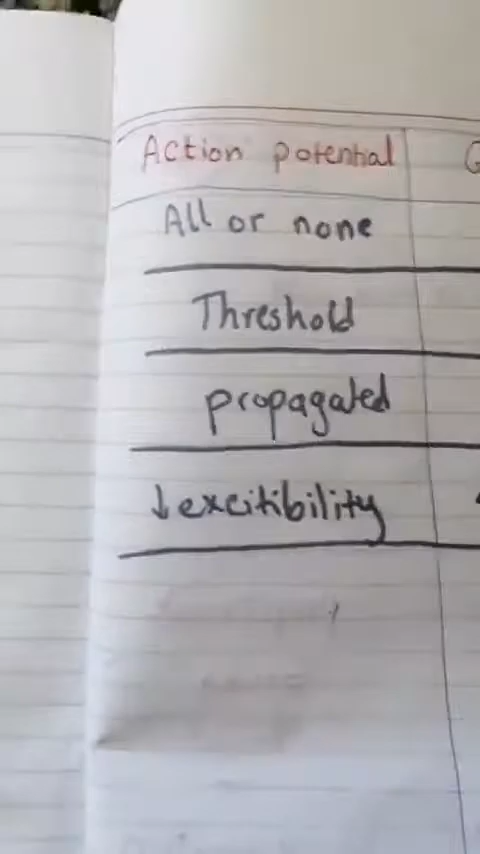 Action potential
G
All or none
Threshold
propagated
↓ excitibility